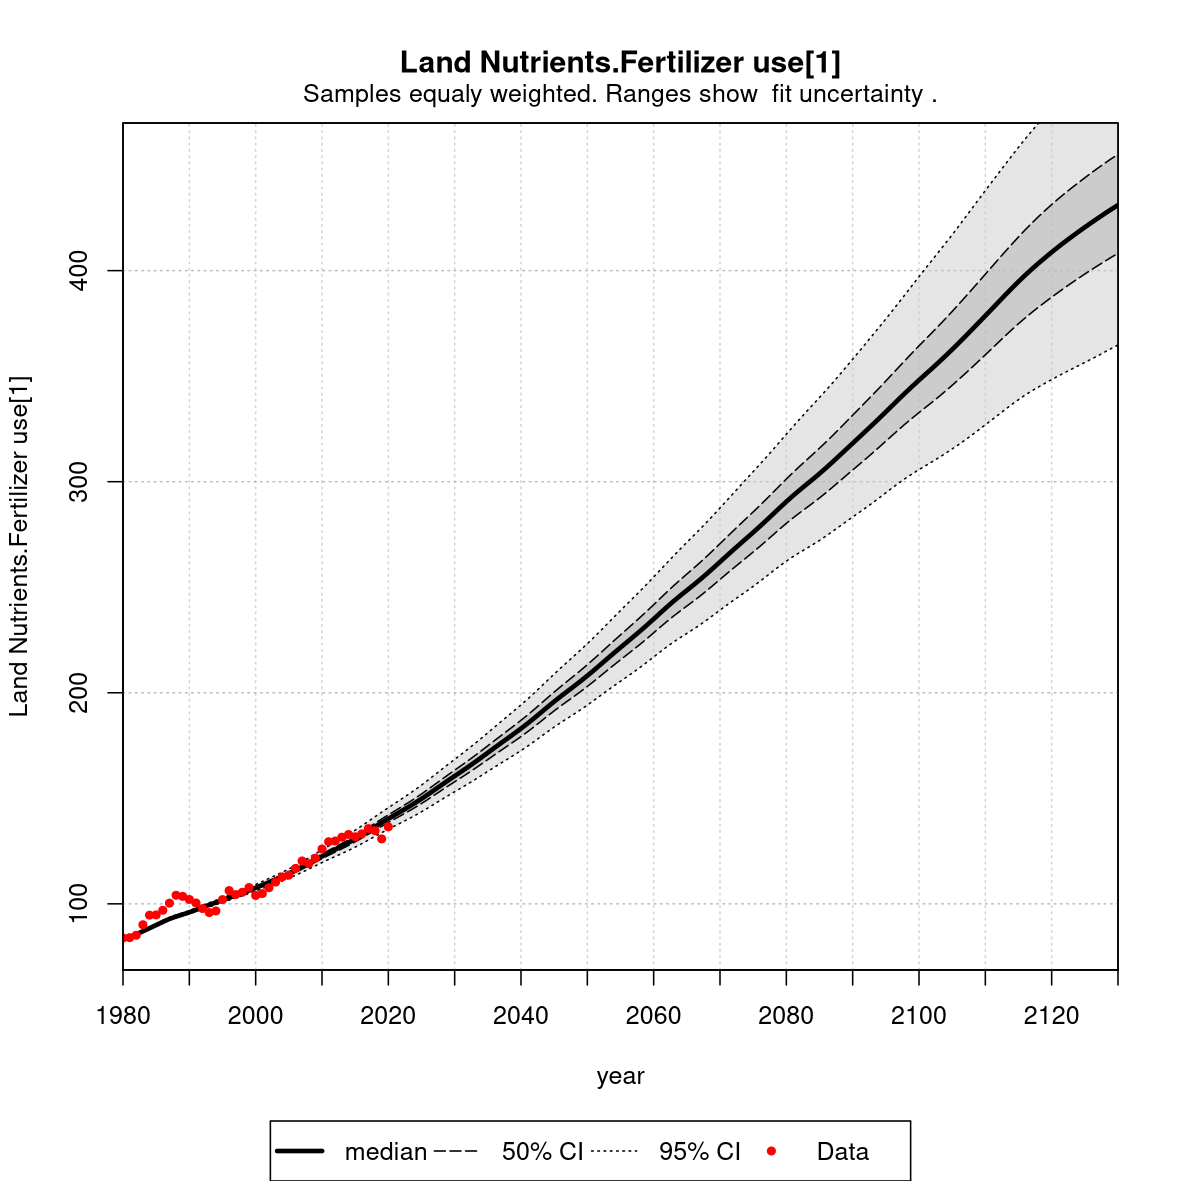 Land Nutrients.Fertilizer use[1]
Samples equaly weighted. Ranges show  fit uncertainty .
Land Nutrients.Fertilizer use[1]
400
300
200
100
1980 2000 2020 2040 2060 2080 2100 2120
year
median 50% CI 95% CI Data